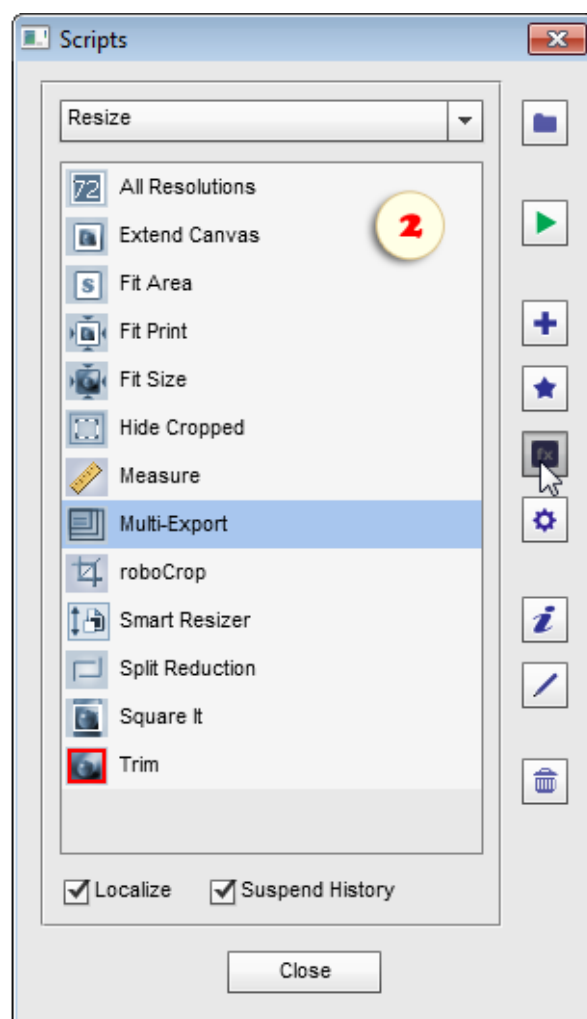 Scripts
Resize
72 All Resolutions
2
Extend Canvas
S Fit Area
Fit Print
Fit Size
Hide Cropped
Measure
Multi-Export
fx
roboCrop
Smart Resizer
i
Split Reduction
Square It
Trim
Localize Suspend History
Close